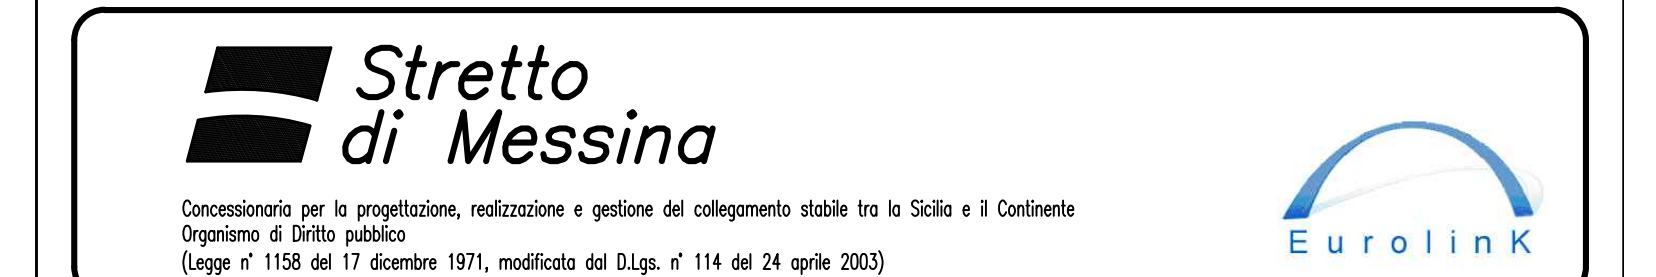 Stretto
di Messina
Concessionaria per la progettazione, realizzazione e gestione del collegamento stabile tra la Sicilia e il Continente
Organismo di Diritto pubblico
(Legge n° 1158 del 17 dicembre 1971, modificata dal D.Lgs. n° 114 del 24 aprile 2003)
EurolinK